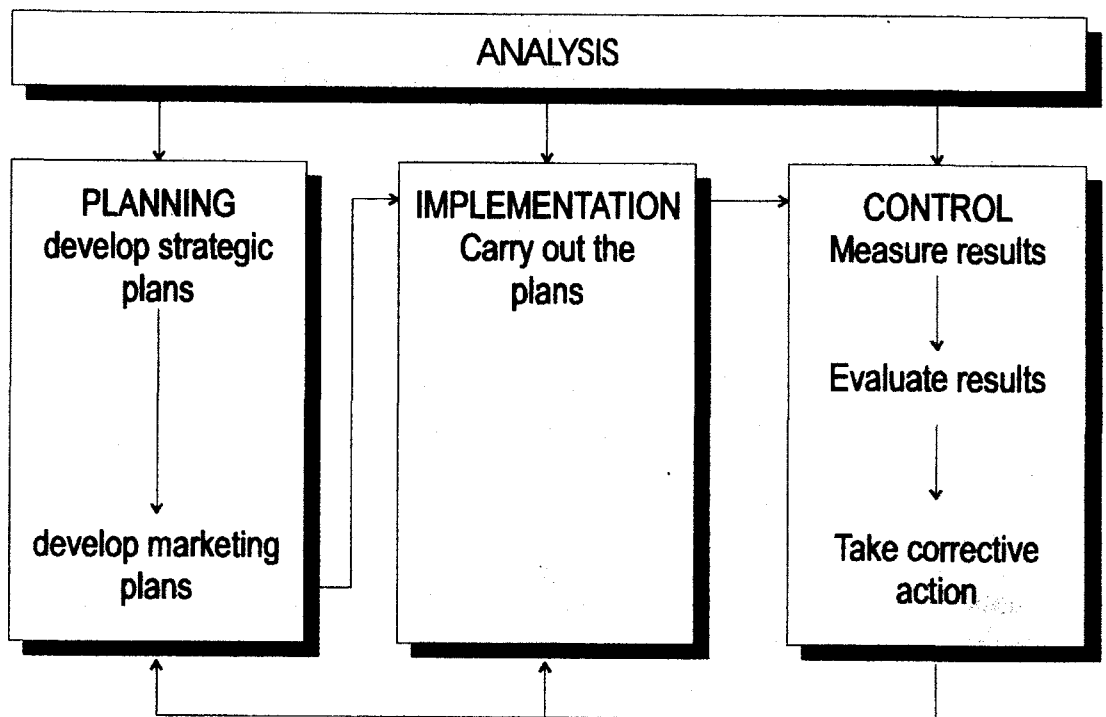 ANALYSIS
PLANNING
develop strategic
plans
develop marketing
plans
IMPLEMENTATION
Carry out the
plans
CONTROL
Measure results
Evaluate results
Take corrective
action